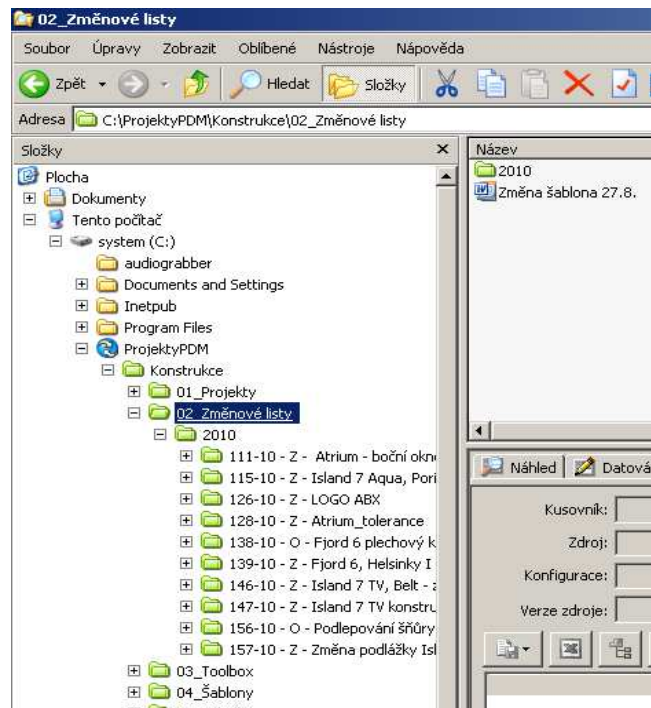 02_Změnové listy
Soubor Úpravy Zobrazit Oblíbené Nástroje Nápověda
Zpět Hledat Složky
Adresa C:\ProjektyPDM\Konstrukce\02_Změnové listy
Složky
Plocha
Dokumenty
Tento počítač
system (C:)
audiograbber
Documents and Settings
Inetpub
Program Files
ProjektyPDM
Konstrukce
01_Projekty
02_Změnové listy
2010
111-10 - Z - Atrium - boční okn
115-10 - Z - Island 7 Aqua, Pori
126-10 - Z - LOGO ABX
128-10 - Z - Atrium_tolerance
138-10 - O - Fjord 6 plechový k
139-10 - Z - Fjord 6, Helsinky I
146-10 - Z - Island 7 TV, Belt -
147-10 - Z - Island 7 TV konstru
156-10 - O - Podlepování šňůry
157-10 - Z - Změna podlážky Isl
03_Toolbox
04_Šablony
Název
2010
Změna šablona 27.8.
Náhled Datová
Kusovník:
Zdroj:
Konfigurace:
Verze zdroje: